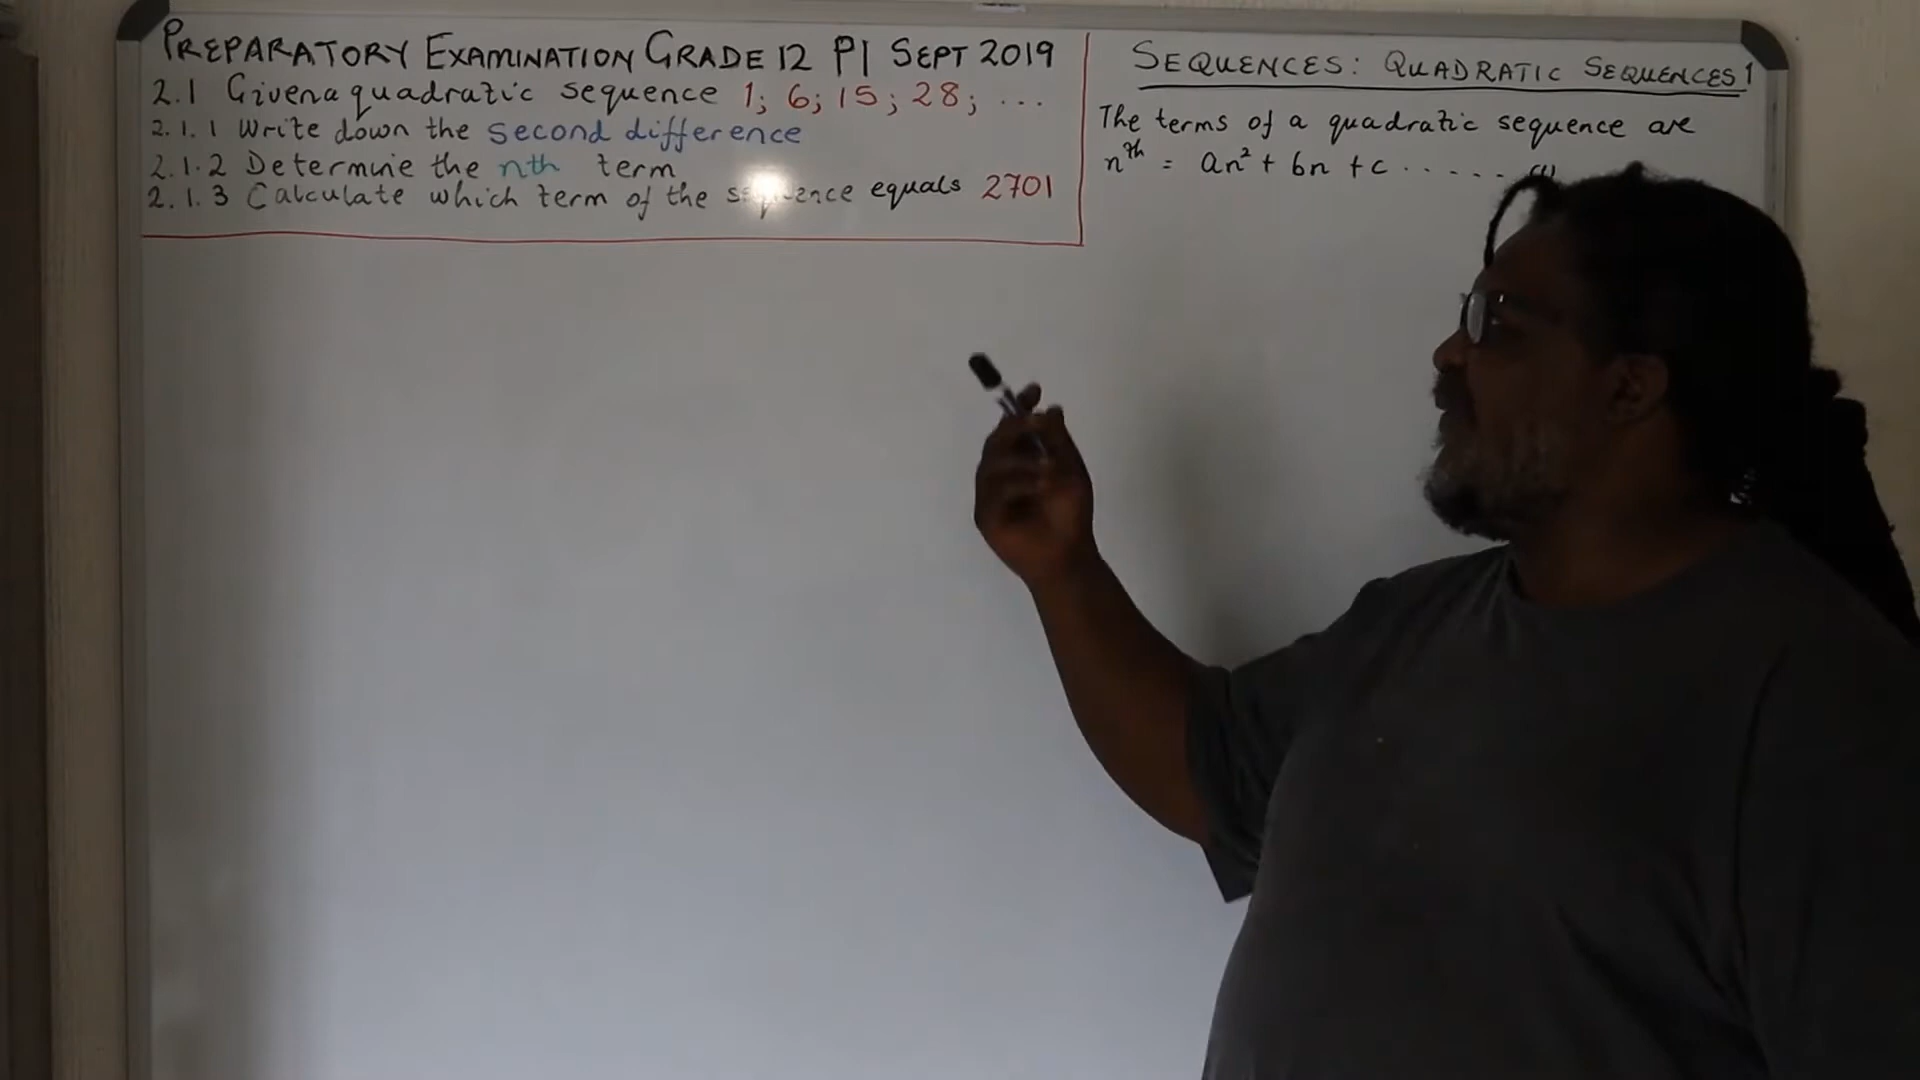 PREPARATORY EXAMINATION GRADE 12 P1 SEPT 2019
2.1 Given a quadratic sequence 1; 6; 15; 28; ...
2.1.1 Write down the second difference
2.1.2 Determine the nth term
2.1.3 Calculate which term of the sequence equals 2701
SEQUENCES: QUADRATIC SEQUENCES 1
The terms of a quadratic sequence are
nth = an² + bn + c ......